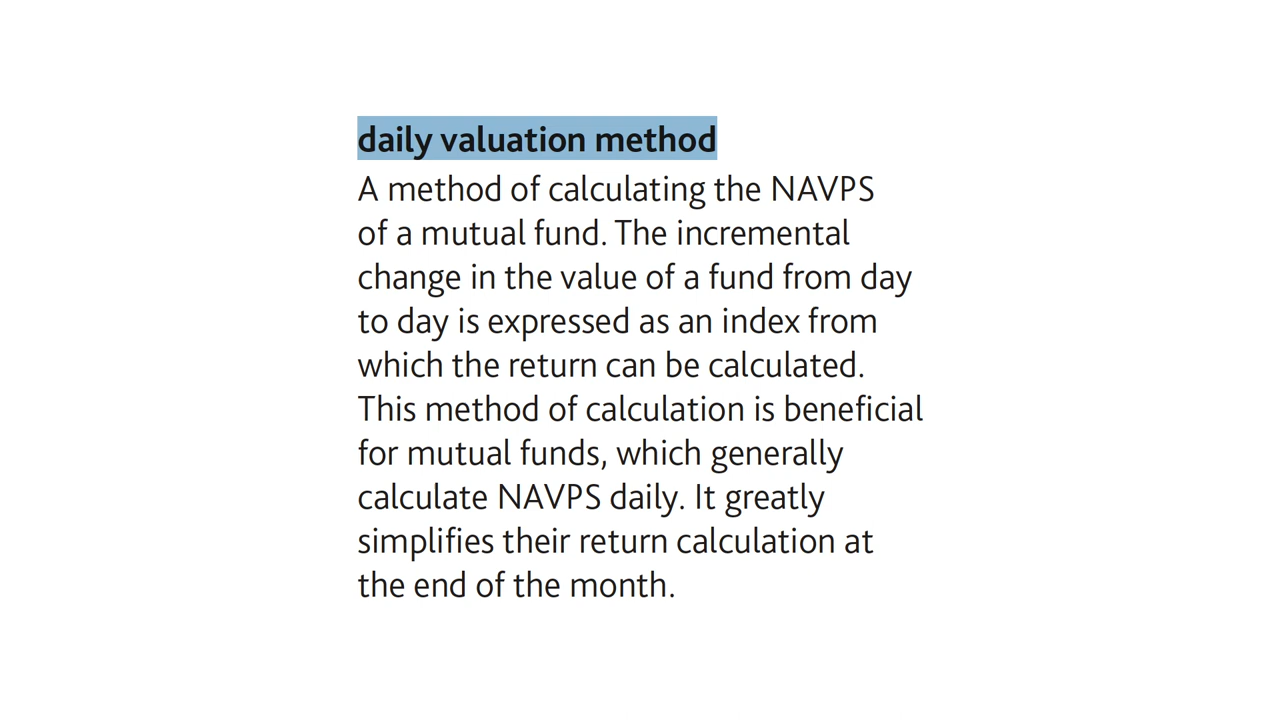 daily valuation method
A method of calculating the NAVPS
of a mutual fund. The incremental
change in the value of a fund from day
to day is expressed as an index from
which the return can be calculated.
This method of calculation is beneficial
for mutual funds, which generally
calculate NAVPS daily. It greatly
simplifies their return calculation at
the end of the month.